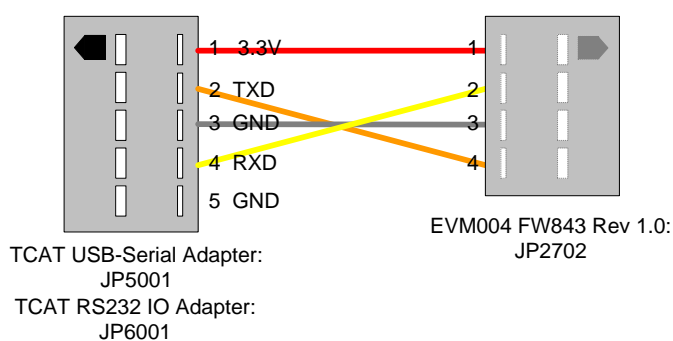 1 3.3V 1
2 TXD 2
3 GND 3
4 RXD 4
5 GND
EVM004 FW843 Rev 1.0:
JP2702
TCAT USB-Serial Adapter:
JP5001
TCAT RS232 IO Adapter:
JP6001